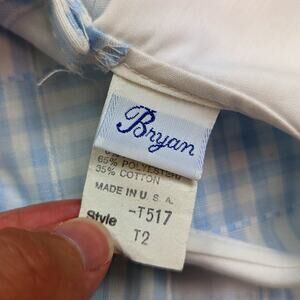 Bryan
65% POLYESTER
35% COTTON
MADE IN U. S. A.
Style -T517
T2